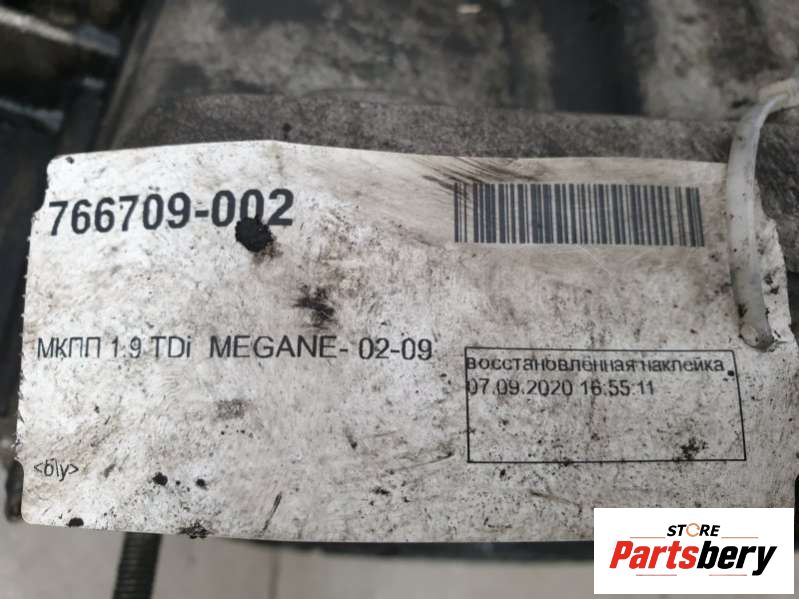 766709-002
МКПП 1.9 TDi MEGANE- 02-09
восстановленная наклейка
07.09.2020 16:55:11
<b\y>
STORE
Partsbery